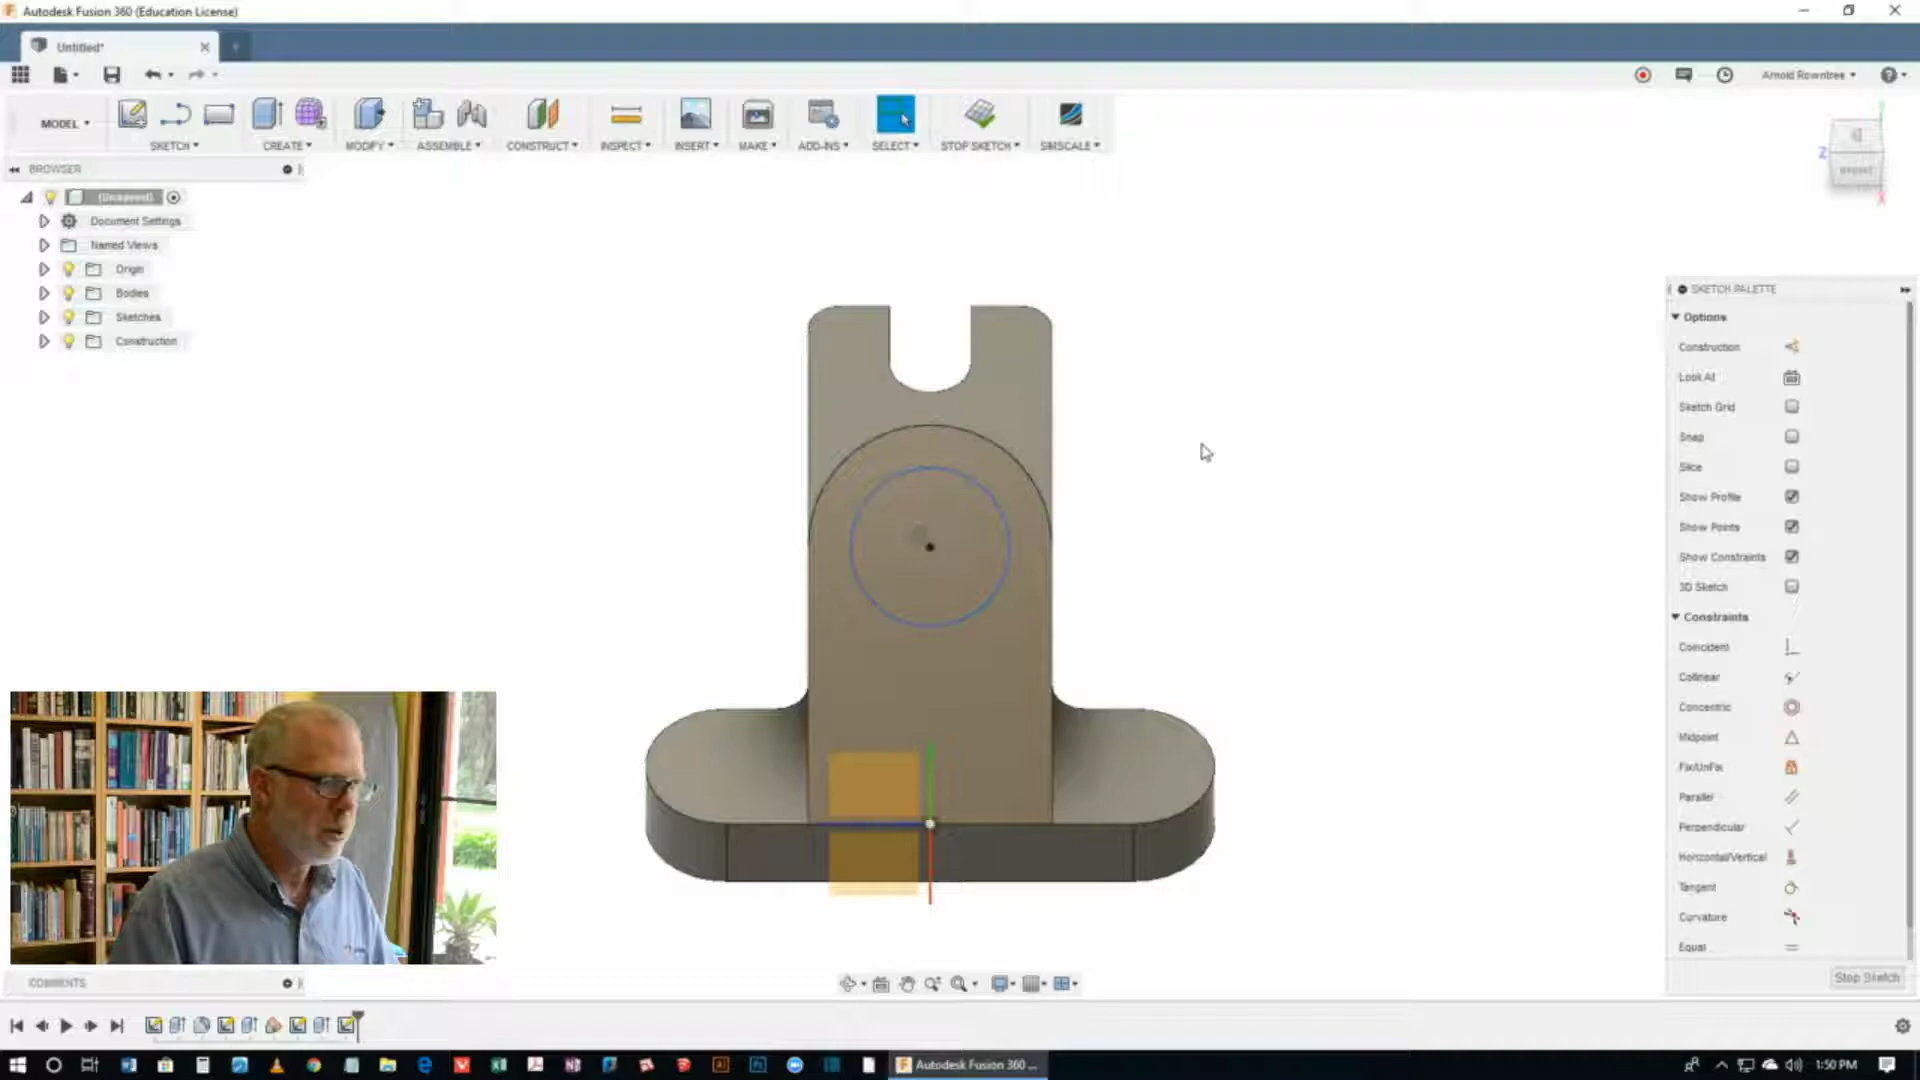 Autodesk Fusion 360 (Education License)
Untitled*
Arnold Rowntree
MODEL
SKETCH
CREATE
MODIFY
ASSEMBLE
CONSTRUCT
INSPECT
INSERT
MAKE
ADD-INS
SELECT
STOP SKETCH
SIMSCALE
BROWSER
(Unsaved)
Document Settings
Named Views
Origin
Bodies
Sketches
Construction
Z
X
SKETCH PALETTE
Options
Construction
Look At
Sketch Grid
Snap
Slice
Show Profile
Show Points
Show Constraints
3D Sketch
Constraints
Coincident
Collinear
Concentric
Midpoint
Fix/UnFix
Parallel
Perpendicular
Horizontal/Vertical
Tangent
Curvature
Equal
Stop Sketch
COMMENTS
Autodesk Fusion 360 ...
1:50 PM